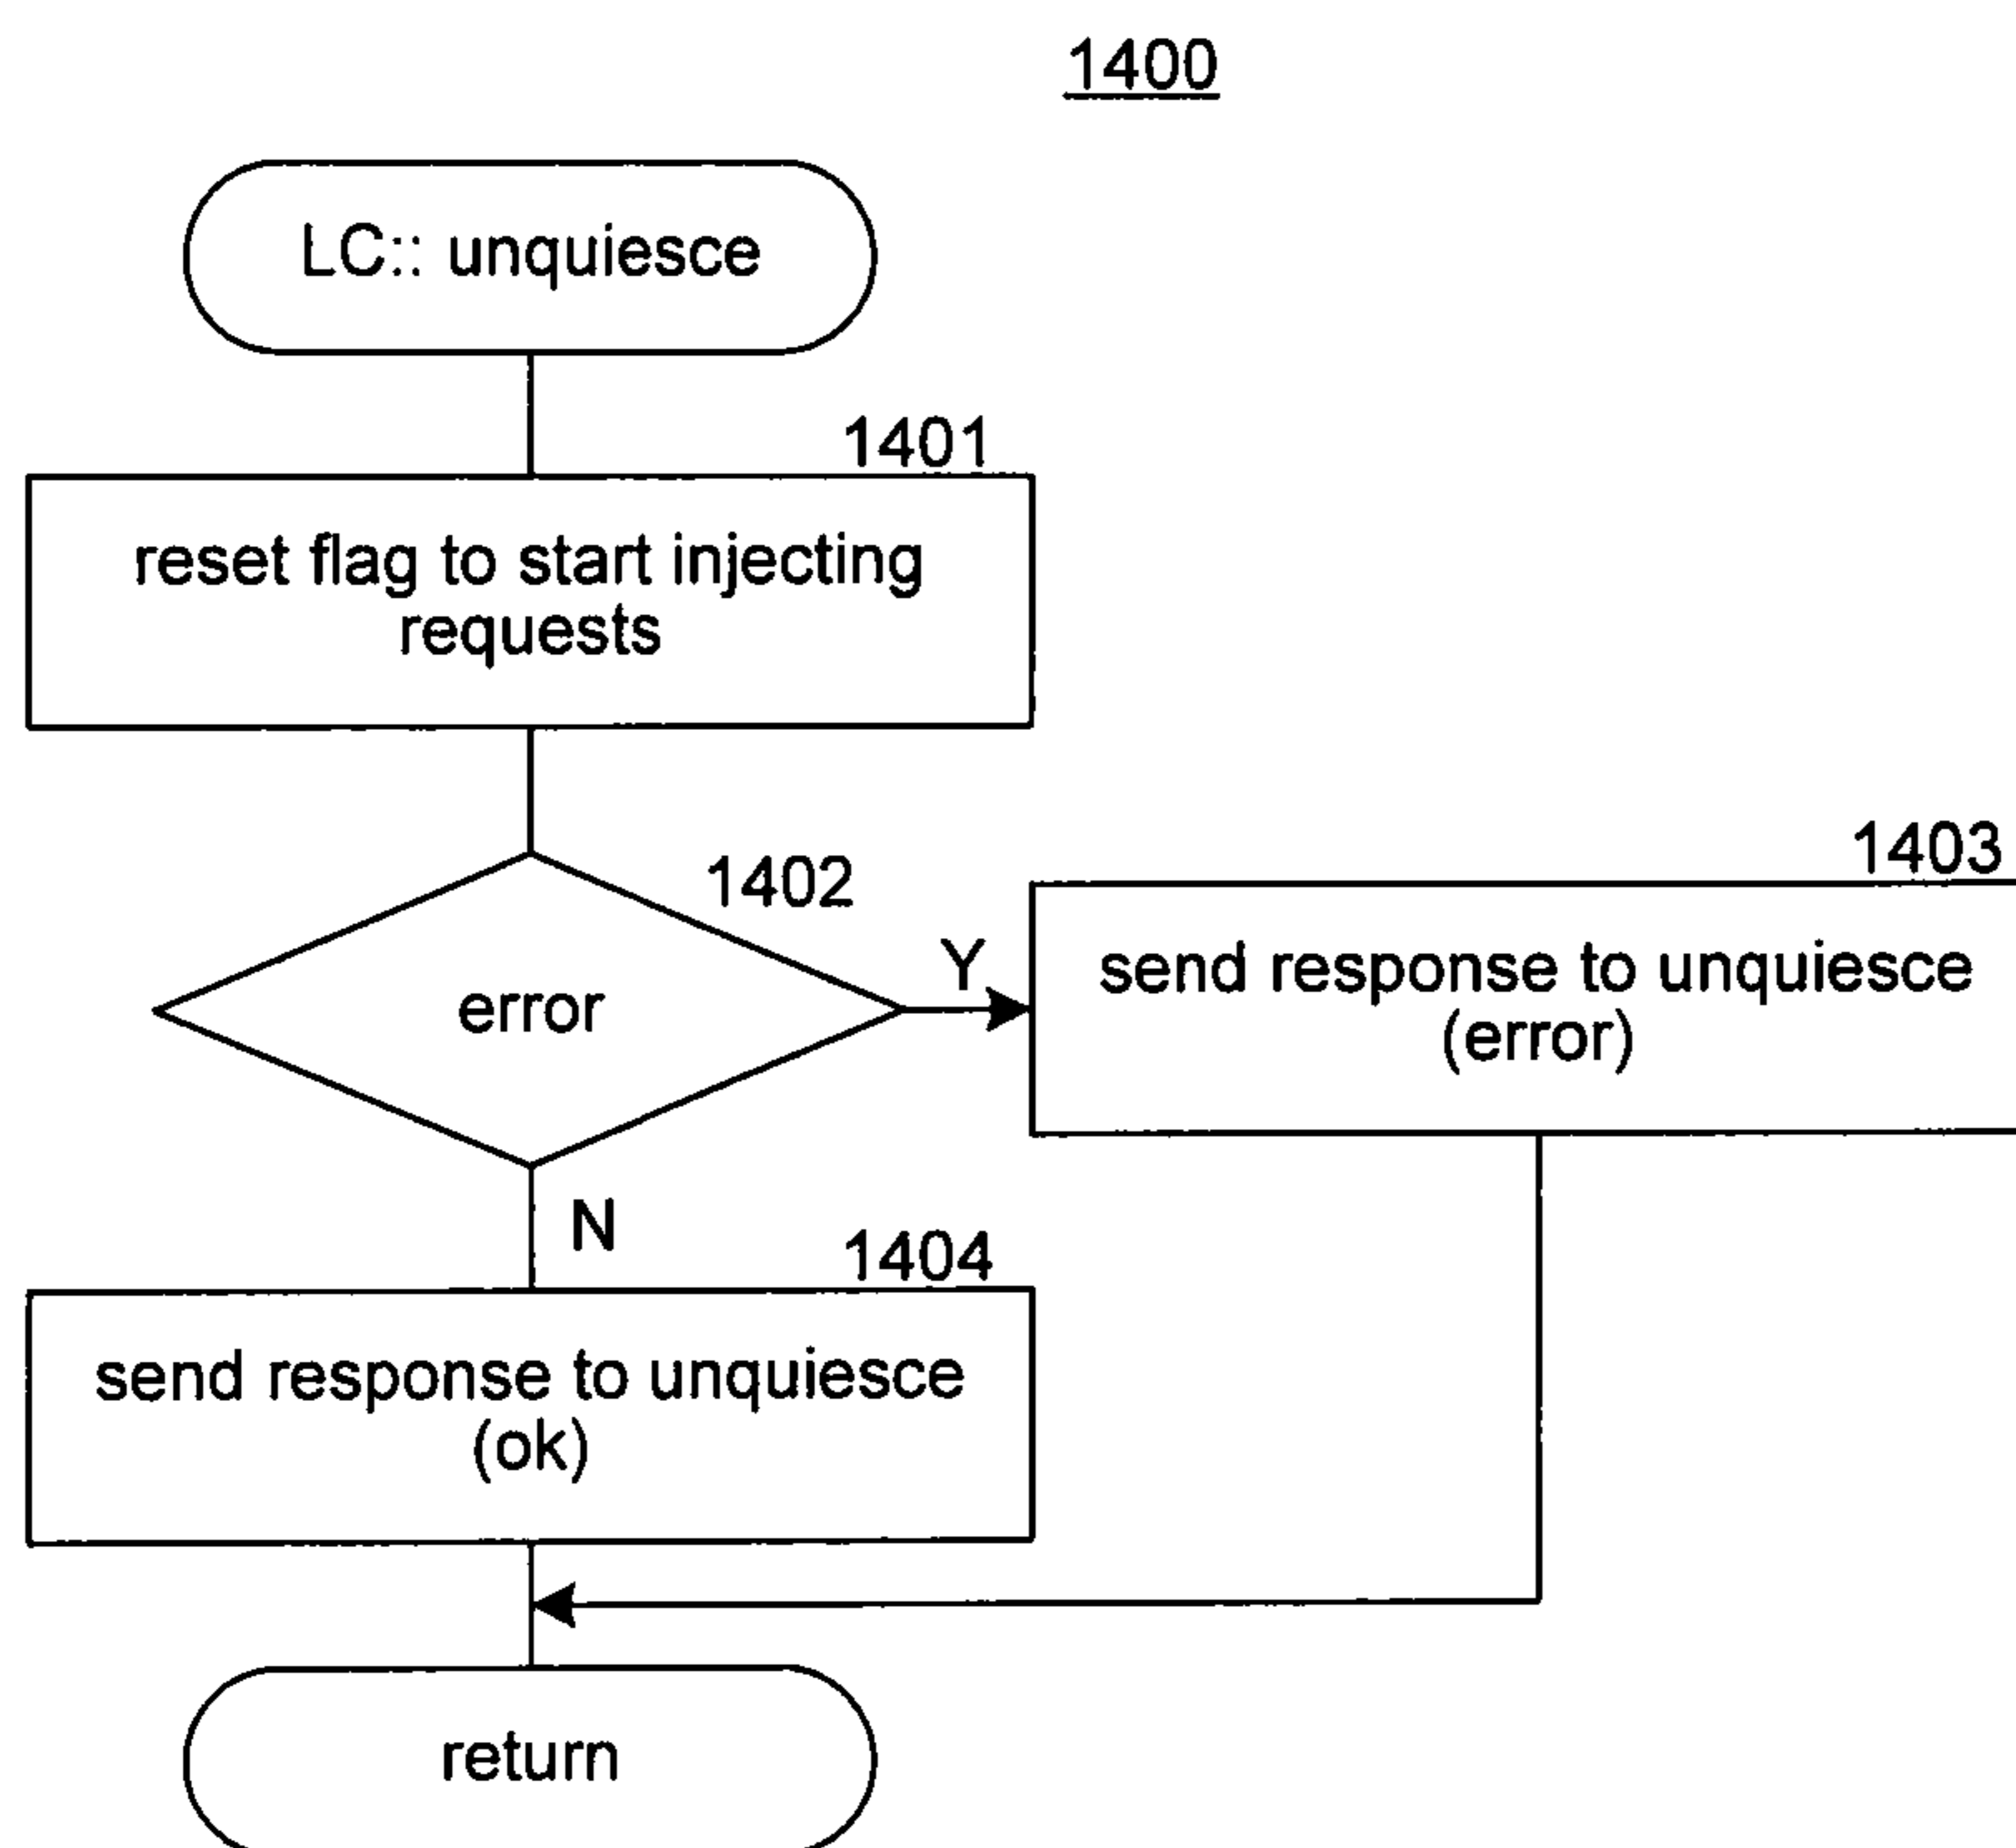 1400
LC:: unquiesce
1401
reset flag to start injecting
requests
1402
error
Y
1403
send response to unquiesce
(error)
N
1404
send response to unquiesce
(ok)
return